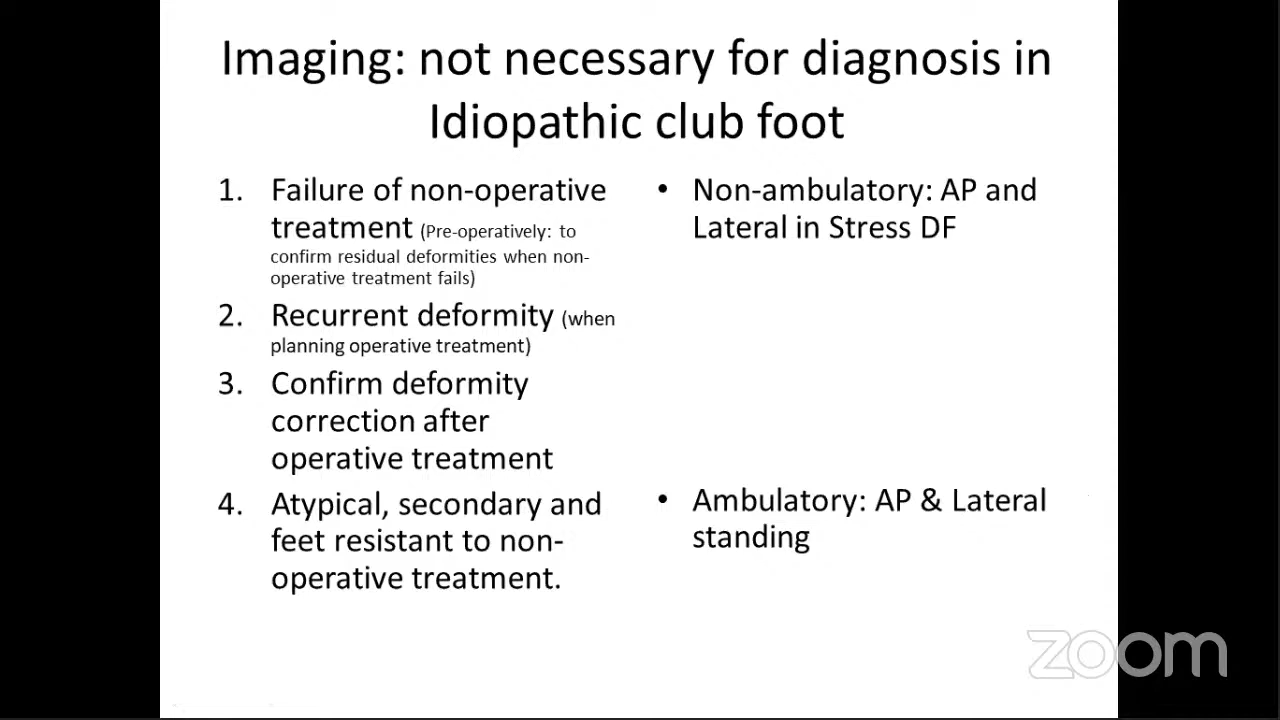 Imaging: not necessary for diagnosis in
Idiopathic club foot
1. Failure of non-operative
treatment (Pre-operatively: to
confirm residual deformities when non-
operative treatment fails)
2. Recurrent deformity (when
planning operative treatment)
3. Confirm deformity
correction after
operative treatment
4. Atypical, secondary and
feet resistant to non-
operative treatment.
• Non-ambulatory: AP and
Lateral in Stress DF
• Ambulatory: AP & Lateral
standing
zoom